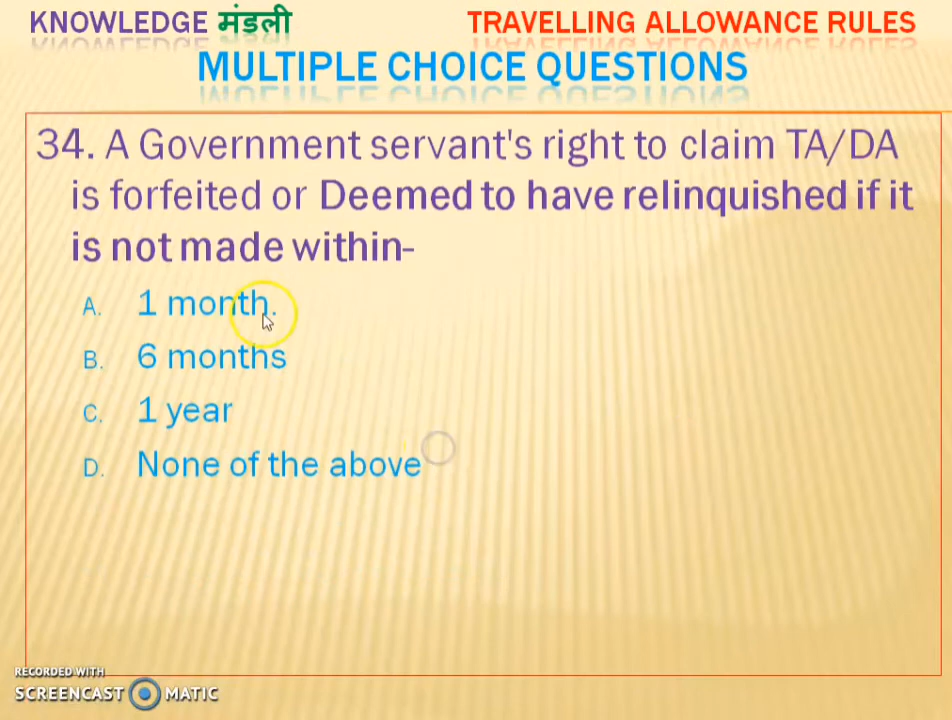 KNOWLEDGE मंडली
TRAVELLING ALLOWANCE RULES
MULTIPLE CHOICE QUESTIONS
34. A Government servant's right to claim TA/DA
is forfeited or Deemed to have relinquished if it
is not made within-
A. 1 month.
B. 6 months
C. 1 year
D. None of the above
RECORDED WITH
SCREENCAST MATIC